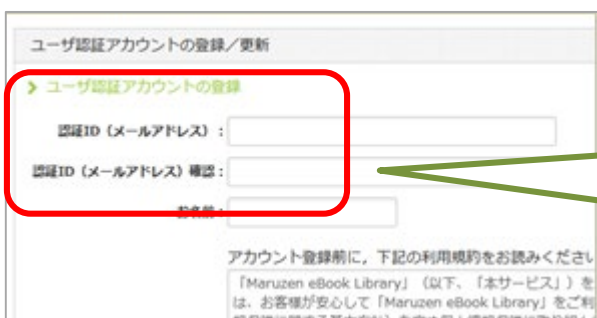 ユーザ認証アカウントの登録／更新
ユーザ認証アカウントの登録
認証ID（メールアドレス）：
認証ID（メールアドレス）確認：
お名前：
アカウント登録前に，下記の利用規約をお読みください
「Maruzen eBook Library」（以下、「本サービス」）を
は、お客様が安心して「Maruzen eBook Library」をご利